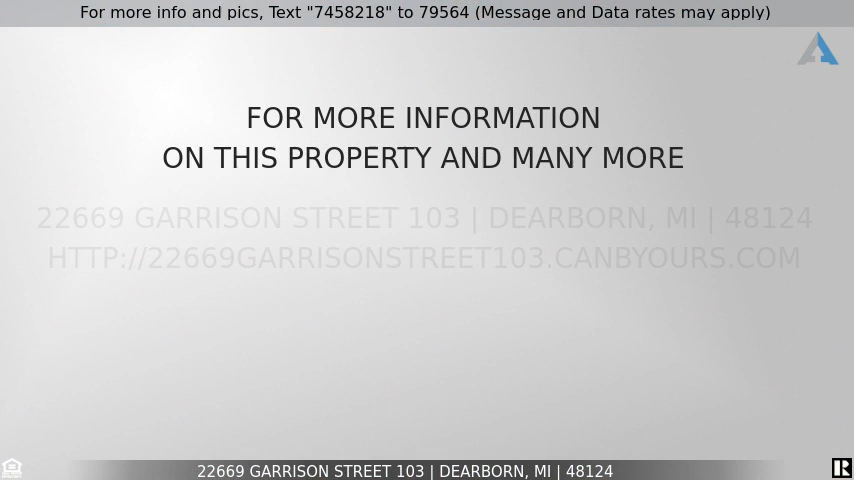 For more info and pics, Text "7458218" to 79564 (Message and Data rates may apply)
FOR MORE INFORMATION
ON THIS PROPERTY AND MANY MORE
22669 GARRISON STREET 103 | DEARBORN, MI | 48124
HTTP://22669GARRISONSTREET103.CANBYOURS.COM
22669 GARRISON STREET 103 | DEARBORN, MI | 48124